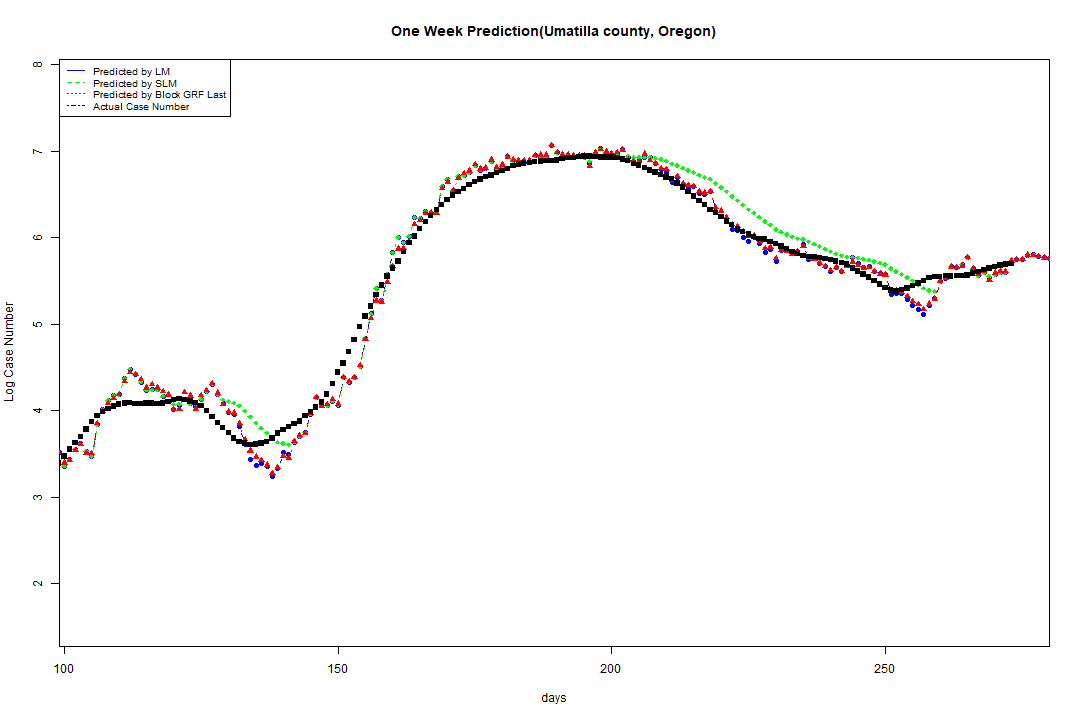 One Week Prediction(Umatilla county, Oregon)
Predicted by LM
Predicted by SLM
Predicted by Block GRF Last
Actual Case Number
8
7
6
5
4
3
2
Log Case Number
100 150 200 250
days